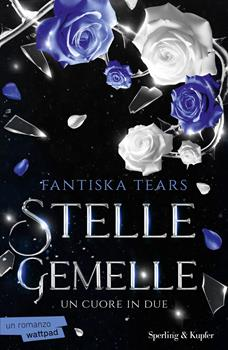 FANTISKA TEARS
STELLE
GEMELLE
UN CUORE IN DUE
un romanzo
wattpad
Sperling & Kupfer